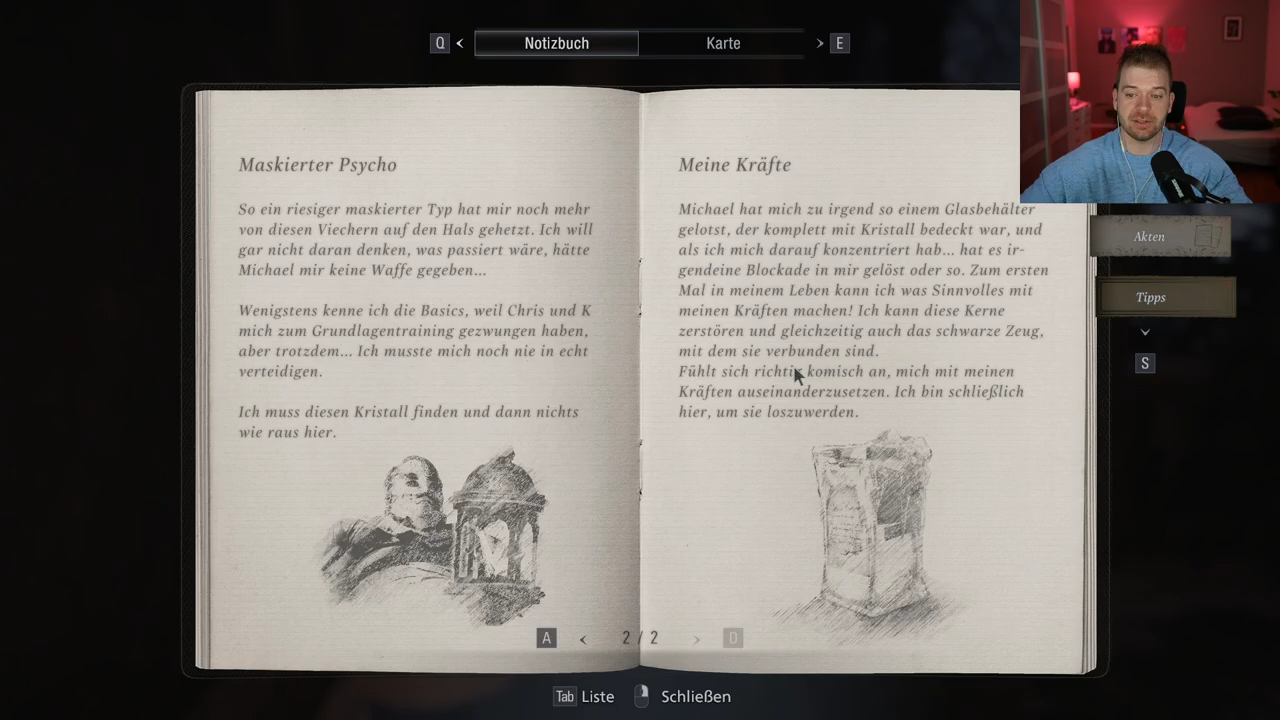 Q
Notizbuch
Karte
E
Maskierter Psycho
So ein riesiger maskierter Typ hat mir noch mehr
von diesen Viechern auf den Hals gehetzt. Ich will
gar nicht daran denken, was passiert wäre, hätte
Michael mir keine Waffe gegeben...
Wenigstens kenne ich die Basics, weil Chris und K
mich zum Grundlagentraining gezwungen haben,
aber trotzdem... Ich musste mich noch nie in echt
verteidigen.
Ich muss diesen Kristall finden und dann nichts
wie raus hier.
Meine Kräfte
Michael hat mich zu irgend so einem Glasbehälter
gelotst, der komplett mit Kristall bedeckt war, und
als ich mich darauf konzentriert hab... hat es ir-
gendeine Blockade in mir gelöst oder so. Zum ersten
Mal in meinem Leben kann ich was Sinnvolles mit
meinen Kräften machen! Ich kann diese Kerne
zerstören und gleichzeitig auch das schwarze Zeug,
mit dem sie verbunden sind.
Fühlt sich richtig komisch an, mich mit meinen
Kräften auseinanderzusetzen. Ich bin schließlich
hier, um sie loszuwerden.
Akten
Tipps
S
A
2 / 2
D
Tab Liste
Schließen